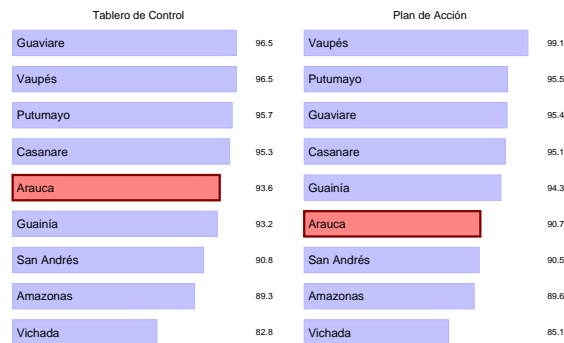 Tablero de Control
Guaviare 96.5
Vaupés 96.5
Putumayo 95.7
Casanare 95.3
Arauca 93.6
Guainía 93.2
San Andrés 90.8
Amazonas 89.3
Vichada 82.8
Plan de Acción
Vaupés 99.1
Putumayo 95.5
Guaviare 95.4
Casanare 95.1
Guainía 94.3
Arauca 90.7
San Andrés 90.5
Amazonas 89.6
Vichada 85.1